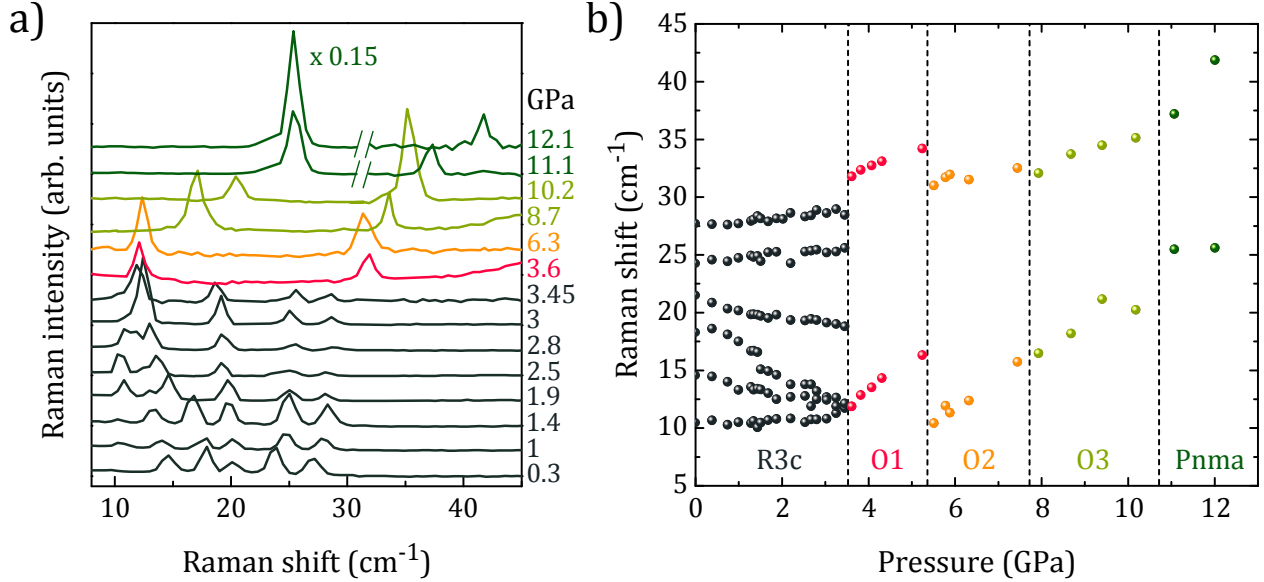 a)
x 0.15
GPa
12.1
11.1
10.2
8.7
6.3
3.6
3.45
3
2.8
2.5
1.9
1.4
1
0.3
Raman intensity (arb. units)
10 20 30 40
Raman shift (cm⁻¹)
b)
45
40
35
30
25
20
15
10
5
Raman shift (cm⁻¹)
R3c O1 O2 O3 Pnma
0 2 4 6 8 10 12
Pressure (GPa)